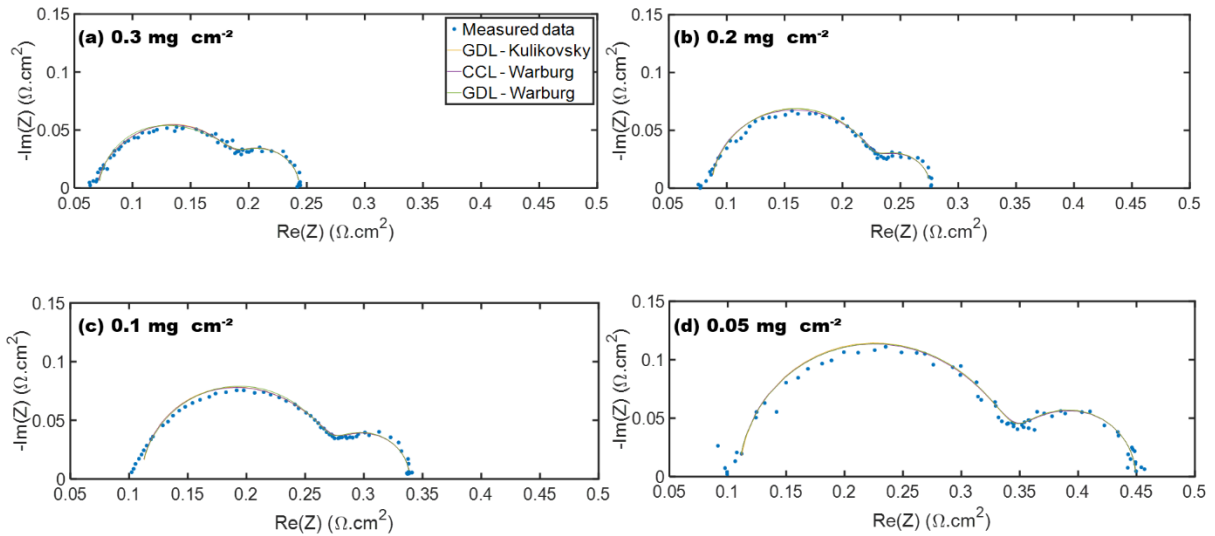 (a) 0.3 mg cm⁻²
Measured data
GDL - Kulikovsky
CCL - Warburg
GDL - Warburg
-Im(Z) (Ω.cm²)
0.15
0.1
0.05
0
0.05 0.1 0.15 0.2 0.25 0.3 0.35 0.4 0.45 0.5
Re(Z) (Ω.cm²)
(b) 0.2 mg cm⁻²
-Im(Z) (Ω.cm²)
0.15
0.1
0.05
0
0.05 0.1 0.15 0.2 0.25 0.3 0.35 0.4 0.45 0.5
Re(Z) (Ω.cm²)
(c) 0.1 mg cm⁻²
-Im(Z) (Ω.cm²)
0.15
0.1
0.05
0
0.05 0.1 0.15 0.2 0.25 0.3 0.35 0.4 0.45 0.5
Re(Z) (Ω.cm²)
(d) 0.05 mg cm⁻²
-Im(Z) (Ω.cm²)
0.15
0.1
0.05
0
0.05 0.1 0.15 0.2 0.25 0.3 0.35 0.4 0.45 0.5
Re(Z) (Ω.cm²)